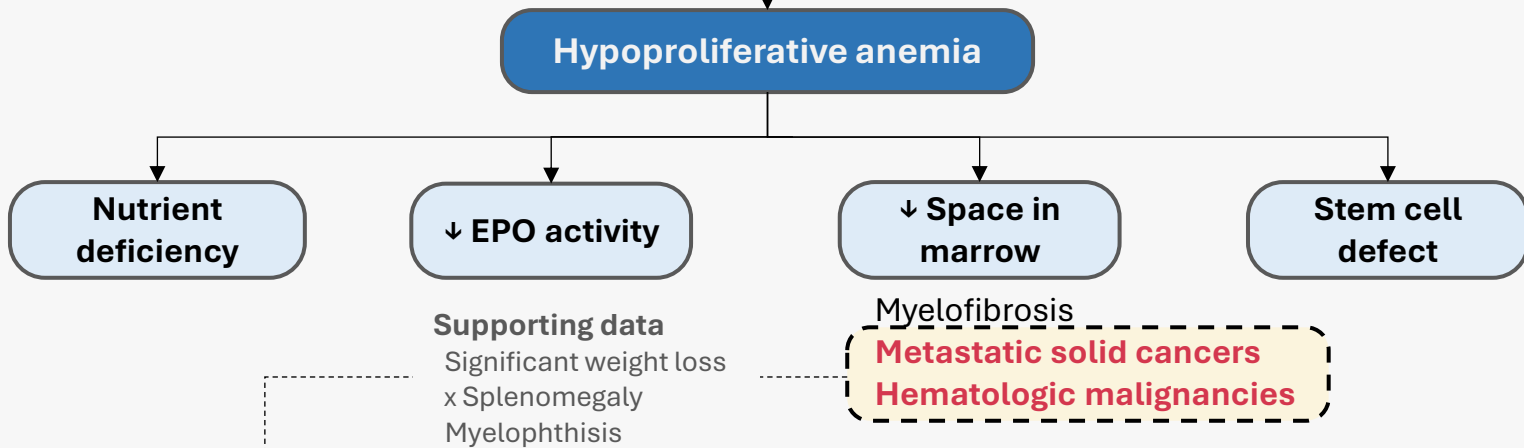 Hypoproliferative anemia
Nutrient
deficiency
↓ EPO activity
↓ Space in
marrow
Stem cell
defect
Supporting data
Significant weight loss
x Splenomegaly
Myelophthisis
Myelofibrosis
Metastatic solid cancers
Hematologic malignancies